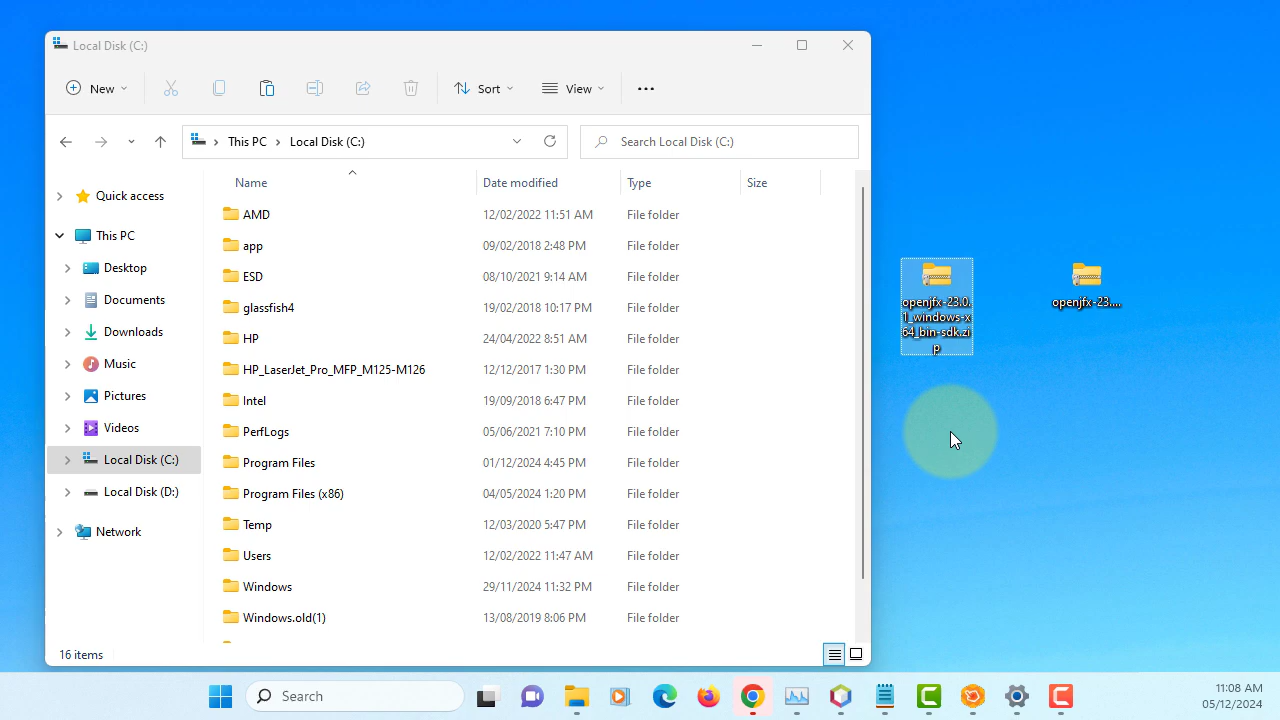 Local Disk (C:)
New
Sort
View
This PC
Local Disk (C:)
Search Local Disk (C:)
Quick access
This PC
Desktop
Documents
Downloads
Music
Pictures
Videos
Local Disk (C:)
Local Disk (D:)
Network
Name Date modified Type Size
AMD 12/02/2022 11:51 AM File folder
app 09/02/2018 2:48 PM File folder
ESD 08/10/2021 9:14 AM File folder
glassfish4 19/02/2018 10:17 PM File folder
HP 24/04/2022 8:51 AM File folder
HP_LaserJet_Pro_MFP_M125-M126 12/12/2017 1:30 PM File folder
Intel 19/09/2018 6:47 PM File folder
PerfLogs 05/06/2021 7:10 PM File folder
Program Files 01/12/2024 4:45 PM File folder
Program Files (x86) 04/05/2024 1:20 PM File folder
Temp 12/03/2020 5:47 PM File folder
Users 12/02/2022 11:47 AM File folder
Windows 29/11/2024 11:32 PM File folder
Windows.old(1) 13/08/2019 8:06 PM File folder
16 items
openjfx-23.0.
1_windows-x
64_bin-sdk.zi
p
openjfx-23....
Search
11:08 AM
05/12/2024